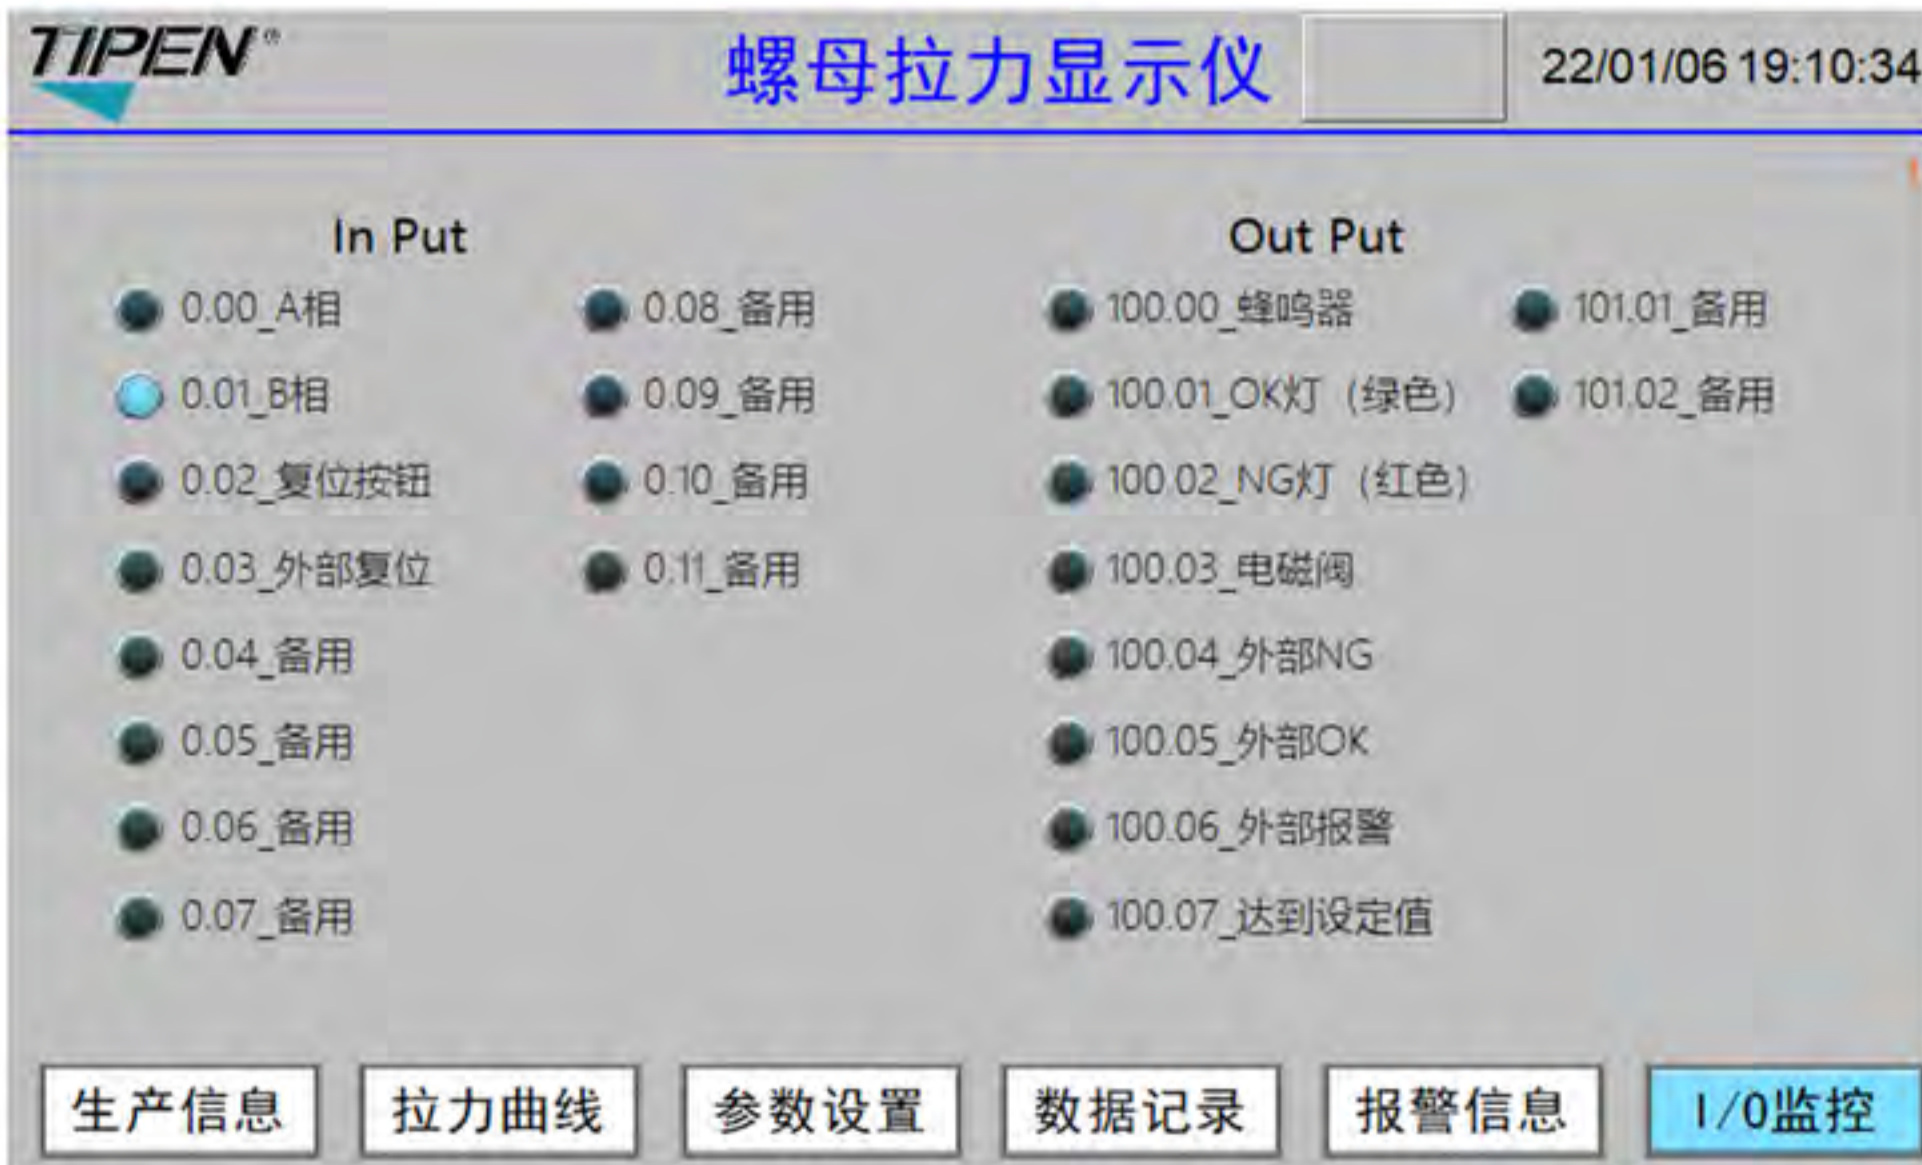 TIPEN®
螺母拉力显示仪
22/01/06 19:10:34
In Put
0.00_A相
0.01_B相
0.02_复位按钮
0.03_外部复位
0.04_备用
0.05_备用
0.06_备用
0.07_备用
0.08_备用
0.09_备用
0.10_备用
0.11_备用
Out Put
100.00_蜂鸣器
100.01_OK灯（绿色）
100.02_NG灯（红色）
100.03_电磁阀
100.04_外部NG
100.05_外部OK
100.06_外部报警
100.07_达到设定值
101.01_备用
101.02_备用
生产信息
拉力曲线
参数设置
数据记录
报警信息
I/O监控